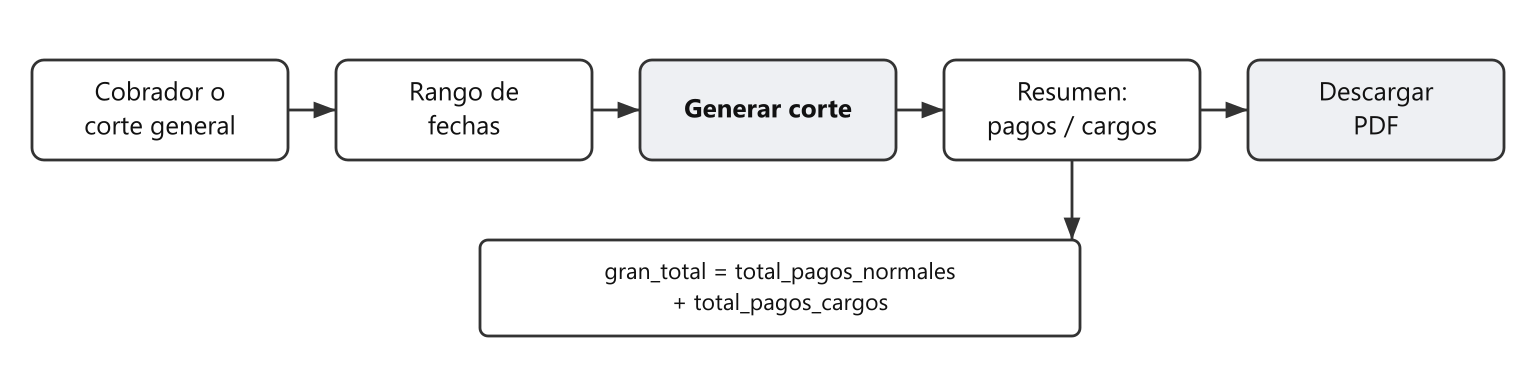 Cobrador o
corte general
Rango de
fechas
Generar corte
Resumen:
pagos / cargos
Descargar
PDF
gran_total = total_pagos_normales
+ total_pagos_cargos